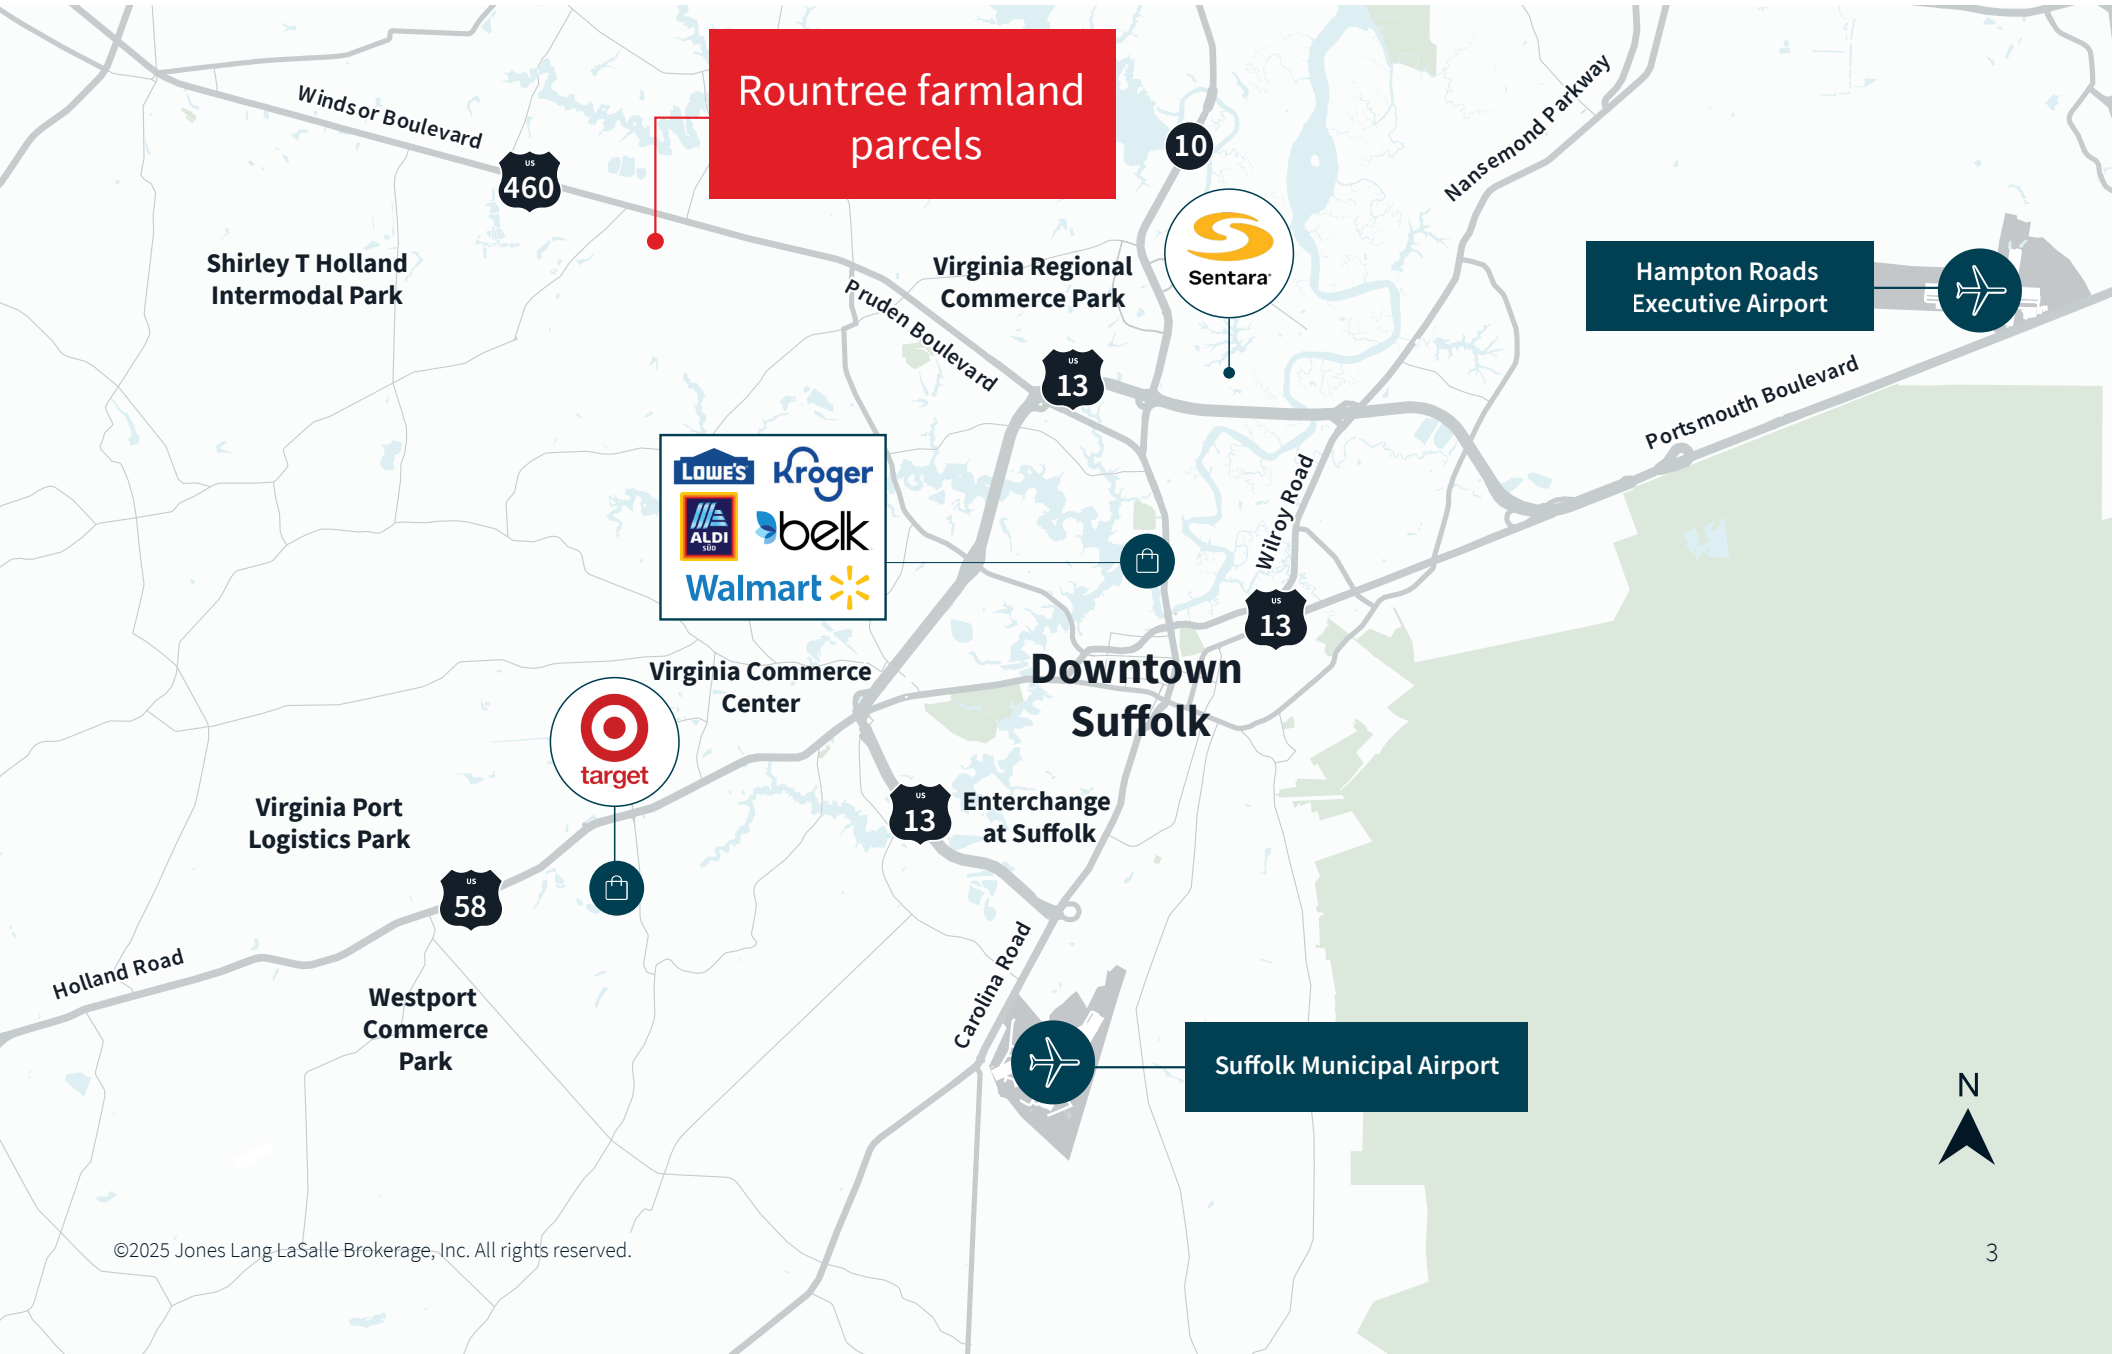 Rountree farmland
parcels
Windsor Boulevard
US
460
10
Nansemond Parkway
Sentara
Shirley T Holland
Intermodal Park
Virginia Regional
Commerce Park
Hampton Roads
Executive Airport
Pruden Boulevard
US
13
Portsmouth Boulevard
LOWE'S
Kroger
ALDI
SÜD
belk
Walmart
Wilroy Road
US
13
Downtown
Suffolk
Virginia Commerce
Center
target
Virginia Port
Logistics Park
US
13
Enterchange
at Suffolk
US
58
Holland Road
Westport
Commerce
Park
Carolina Road
Suffolk Municipal Airport
N
©2025 Jones Lang LaSalle Brokerage, Inc. All rights reserved.
3